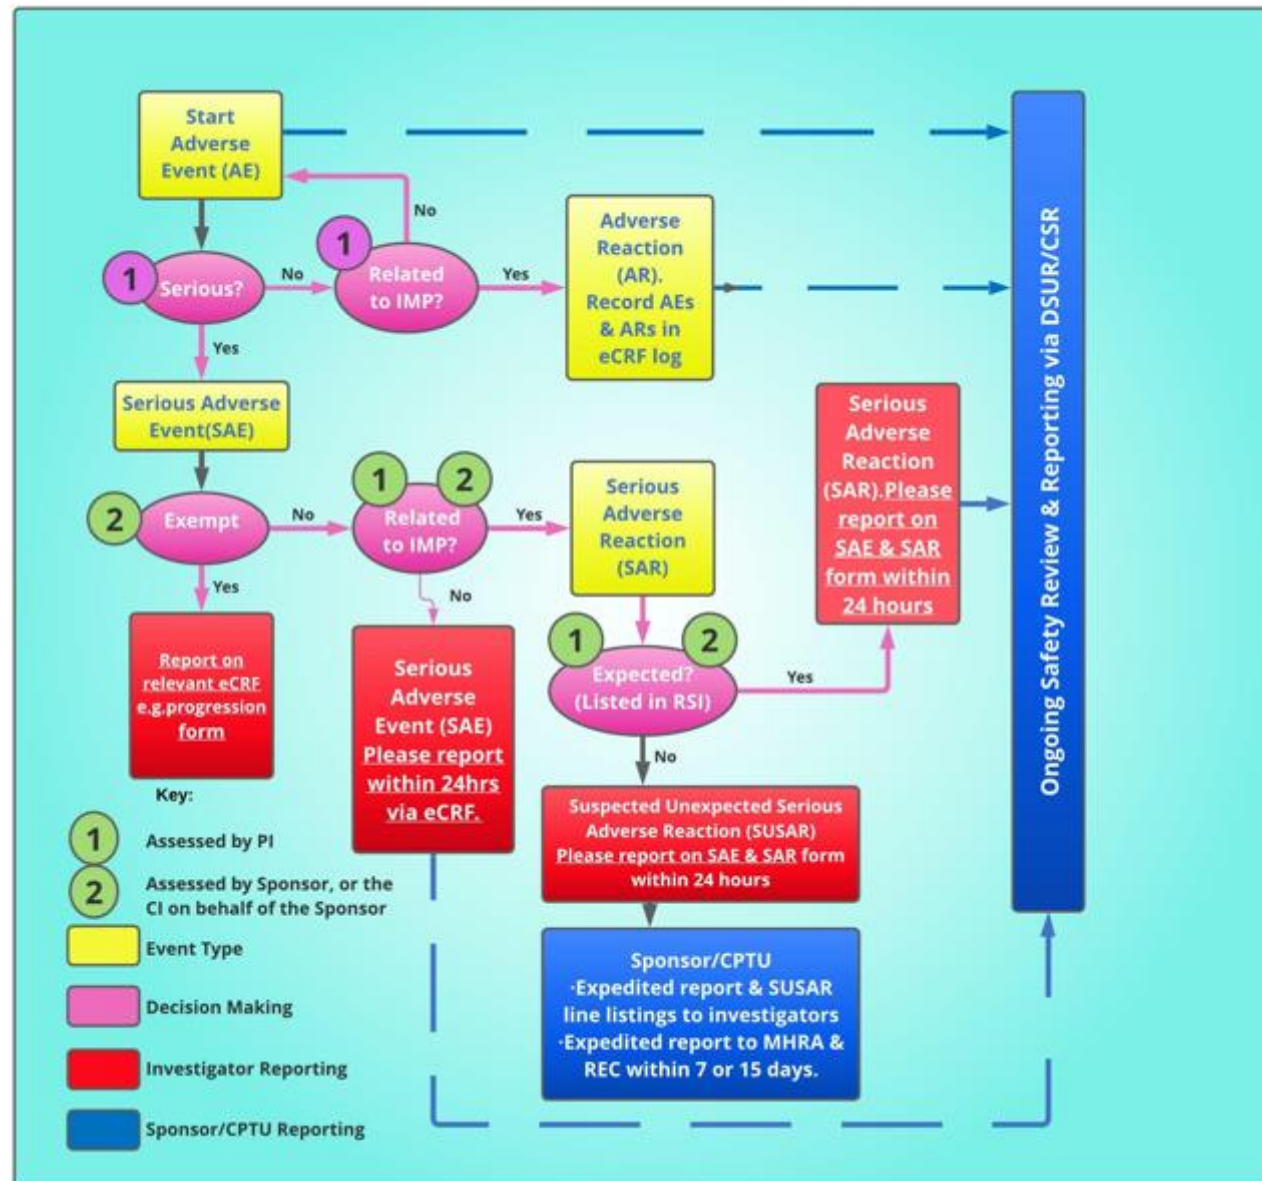 Start
Adverse
Event (AE)
No
1
Serious?
No
1
Related
to IMP?
Yes
Adverse
Reaction
(AR).
Record AEs
& ARs in
eCRF log
Yes
Serious Adverse
Event(SAE)
2
Exempt
No
1
2
Related
to IMP?
Yes
Serious
Adverse
Reaction
(SAR)
Serious
Adverse
Reaction
(SAR).Please
report on
SAE & SAR
form within
24 hours
Yes
Report on
relevant eCRF
e.g.progression
form
No
Serious
Adverse
Event (SAE)
Please report
within 24hrs
via eCRF.
1
2
Expected?
(Listed in RSI)
Yes
No
Suspected Unexpected Serious
Adverse Reaction (SUSAR)
Please report on SAE & SAR form
within 24 hours
Sponsor/CPTU
·Expedited report & SUSAR
line listings to investigators
·Expedited report to MHRA &
REC within 7 or 15 days.
Ongoing Safety Review & Reporting via DSUR/CSR
Key:
1
Assessed by PI
2
Assessed by Sponsor, or the
CI on behalf of the Sponsor
Event Type
Decision Making
Investigator Reporting
Sponsor/CPTU Reporting